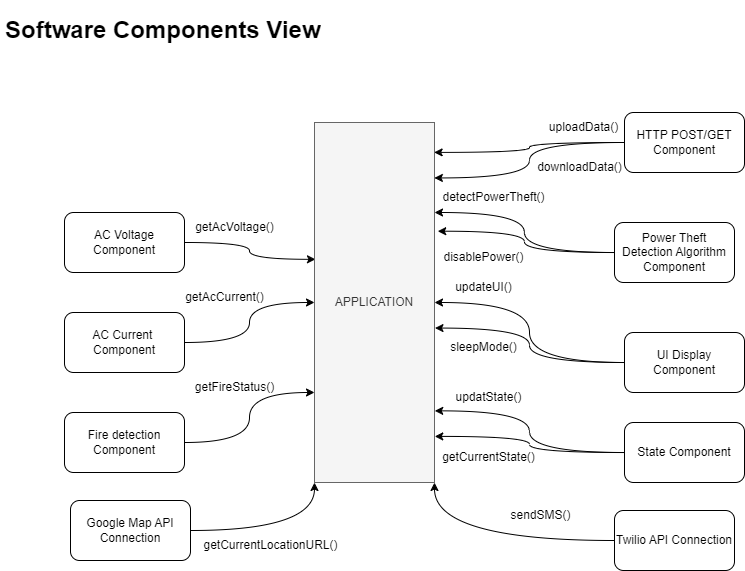 Software Components View
uploadData()
HTTP POST/GET
Component
downloadData()
detectPowerTheft()
getAcVoltage()
AC Voltage
Component
Power Theft
Detection Algorithm
Component
disablePower()
updateUI()
getAcCurrent()
APPLICATION
AC Current
Component
sleepMode()
UI Display
Component
getFireStatus()
updatState()
Fire detection
Component
State Component
getCurrentState()
Google Map API
Connection
sendSMS()
getCurrentLocationURL()
Twilio API Connection